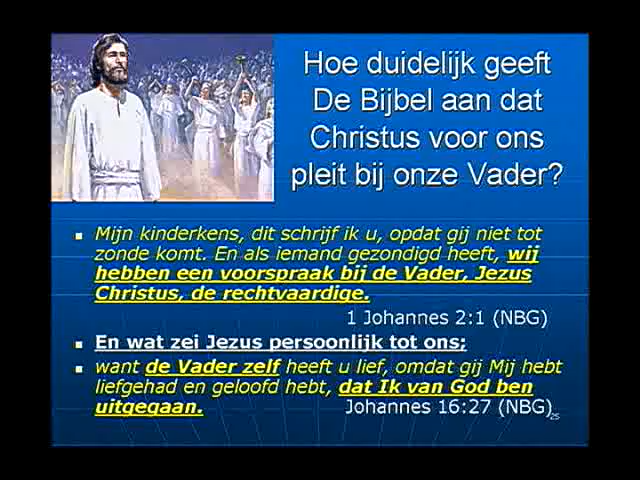 Hoe duidelijk geeft
De Bijbel aan dat
Christus voor ons
pleit bij onze Vader?
Mijn kinderkens, dit schrijf ik u, opdat gij niet tot
zonde komt. En als iemand gezondigd heeft, wij
hebben een voorspraak bij de Vader, Jezus
Christus, de rechtvaardige.
1 Johannes 2:1 (NBG)
En wat zei Jezus persoonlijk tot ons;
want de Vader zelf heeft u lief, omdat gij Mij hebt
liefgehad en geloofd hebt, dat Ik van God ben
uitgegaan. Johannes 16:27 (NBG)
25